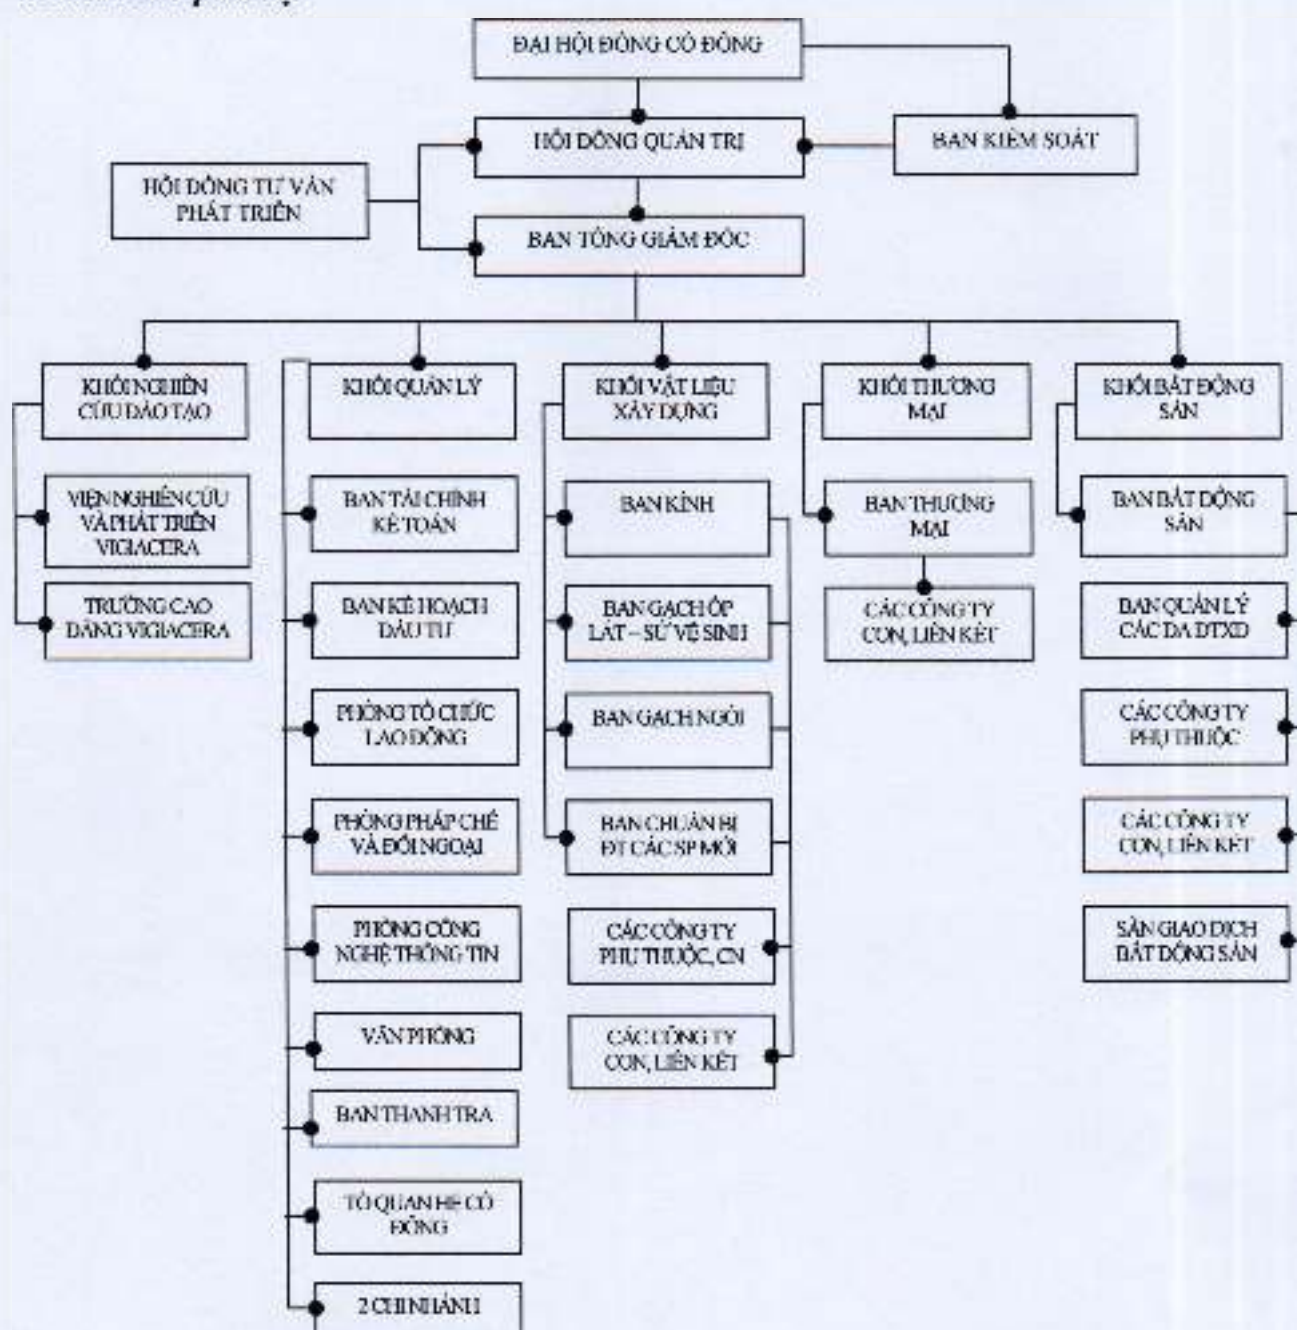 ĐẠI HỘI ĐỒNG CỔ ĐÔNG
HỘI ĐỒNG QUẢN TRỊ
BAN KIỂM SOÁT
HỘI ĐỒNG TƯ VẤN
PHÁT TRIỂN
BAN TỔNG GIÁM ĐỐC
KHỐI NGHIÊN
CỨU ĐÀO TẠO
KHỐI QUẢN LÝ
KHỐI VẬT LIỆU
XÂY DỰNG
KHỐI THƯƠNG
MẠI
KHỐI BẤT ĐỘNG
SẢN
VIỆN NGHIÊN CỨU
VÀ PHÁT TRIỂN
VIGIACERA
TRƯỜNG CAO
ĐẲNG VIGIACERA
BAN TÀI CHÍNH
KẾ TOÁN
BAN KẾ HOẠCH
ĐẦU TƯ
PHÒNG TỔ CHỨC
LAO ĐỘNG
PHÒNG PHÁP CHẾ
VÀ ĐỐI NGOẠI
PHÒNG CÔNG
NGHỆ THÔNG TIN
VĂN PHÒNG
BAN THANH TRA
TỔ QUAN HỆ CỔ
ĐÔNG
2 CHI NHÁNH
BAN KÍNH
BAN GẠCH ỐP
LÁT – SỨ VỆ SINH
BAN GẠCH NGÓI
BAN CHUẨN BỊ
ĐT CÁC SP MỚI
CÁC CÔNG TY
PHỤ THUỘC, CN
CÁC CÔNG TY
CON, LIÊN KẾT
BAN THƯƠNG
MẠI
CÁC CÔNG TY
CON, LIÊN KẾT
BAN BẤT ĐỘNG
SẢN
BAN QUẢN LÝ
CÁC DA ĐTXD
CÁC CÔNG TY
PHỤ THUỘC
CÁC CÔNG TY
CON, LIÊN KẾT
SÀN GIAO DỊCH
BẤT ĐỘNG SẢN